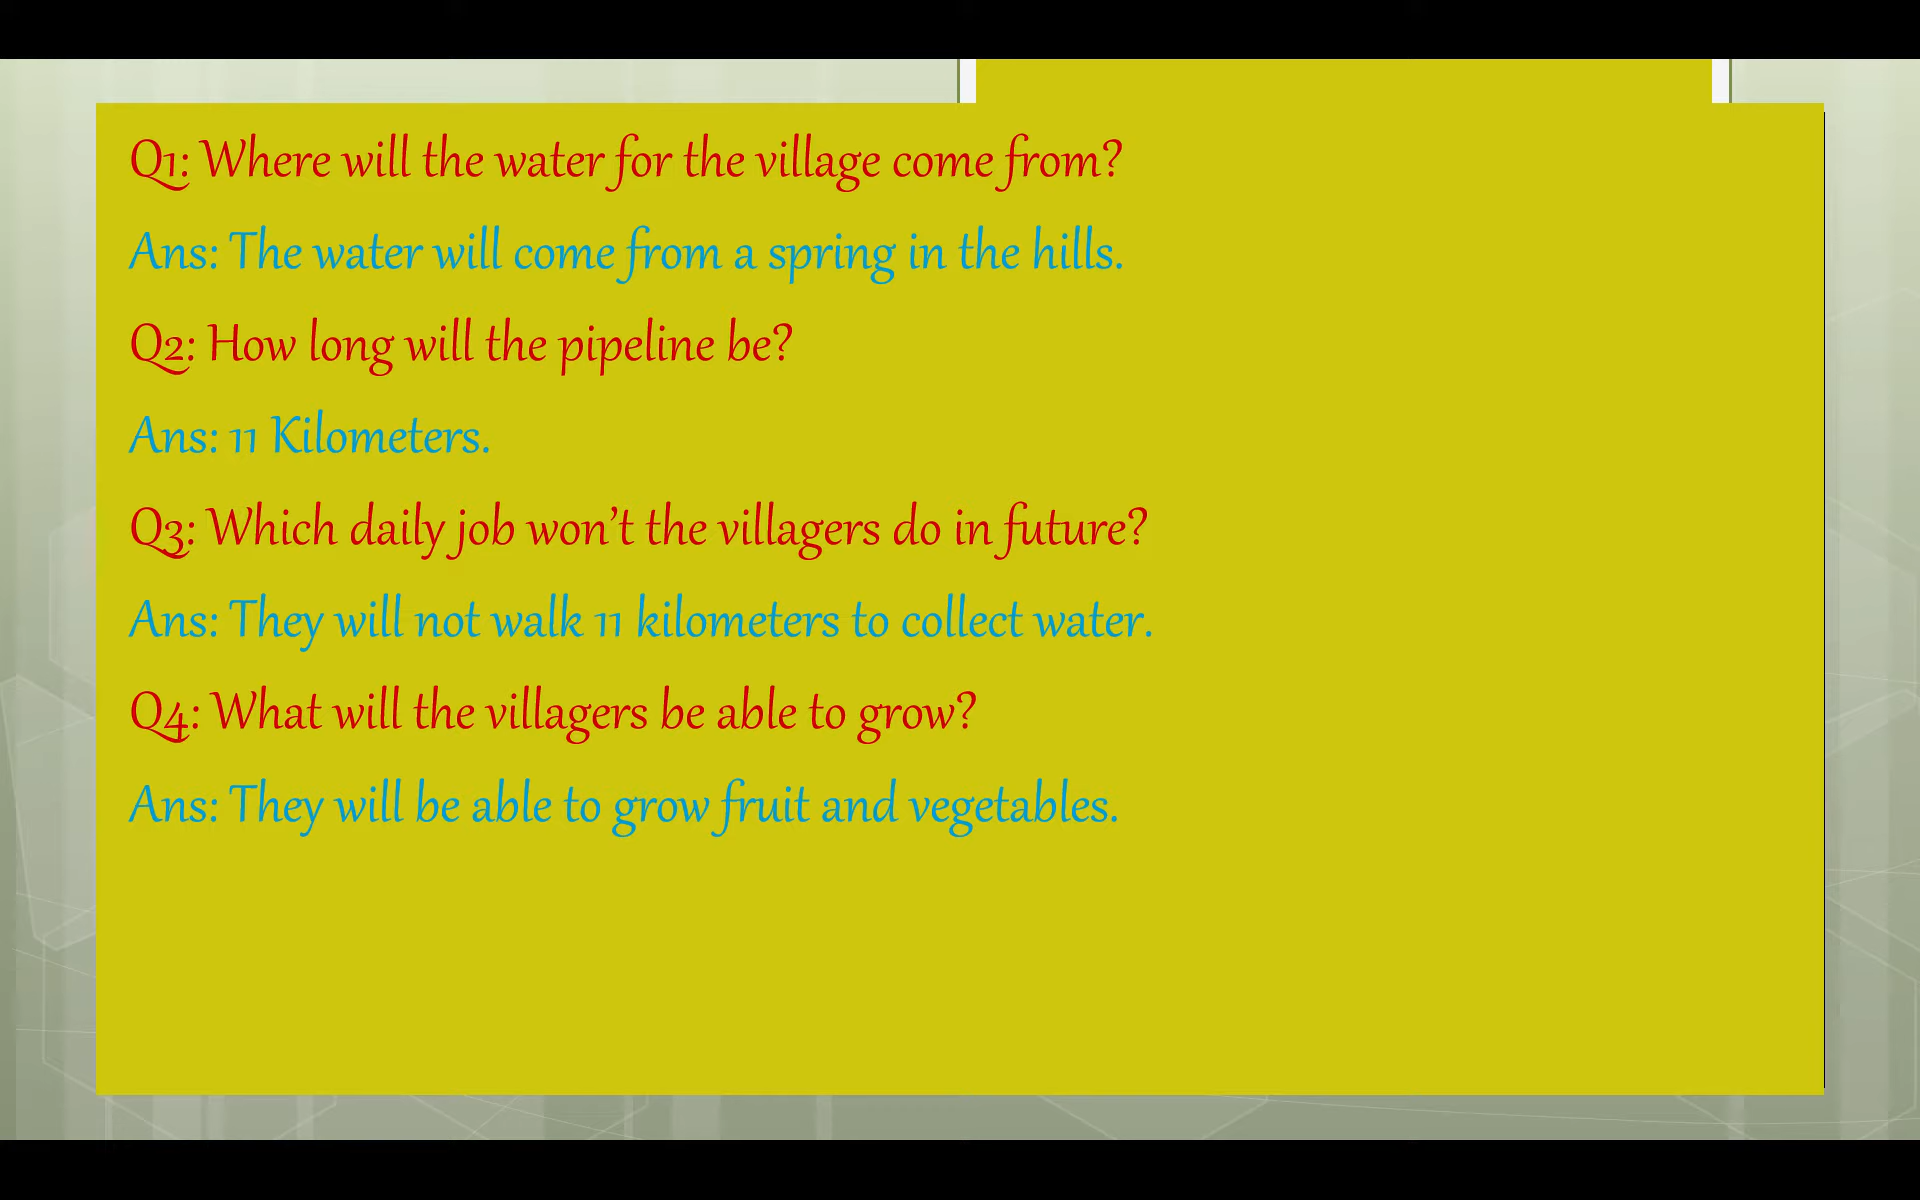 Q1: Where will the water for the village come from?
Ans: The water will come from a spring in the hills.
Q2: How long will the pipeline be?
Ans: 11 Kilometers.
Q3: Which daily job won’t the villagers do in future?
Ans: They will not walk 11 kilometers to collect water.
Q4: What will the villagers be able to grow?
Ans: They will be able to grow fruit and vegetables.